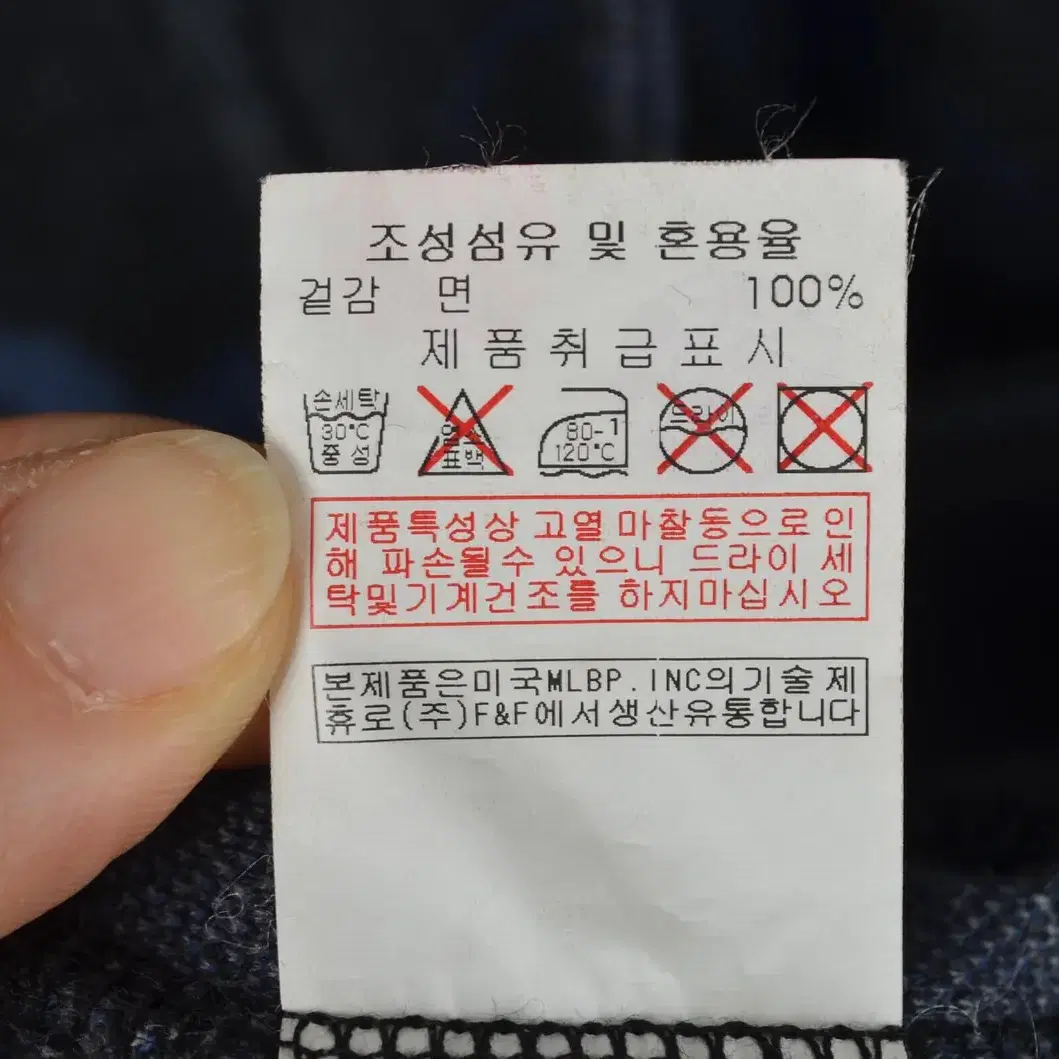 조성섬유 및 혼용율
겉감 면 100%
제품취급표시
손세탁 30℃ 중성
염소 표백
80-120℃
드라이
제품특성상 고열 마찰등으로 인
해 파손될수 있으니 드라이 세
탁및기계건조를 하지마십시오
본제품은미국MLBP.INC의기술제
휴로(주)F&F에서생산유통합니다